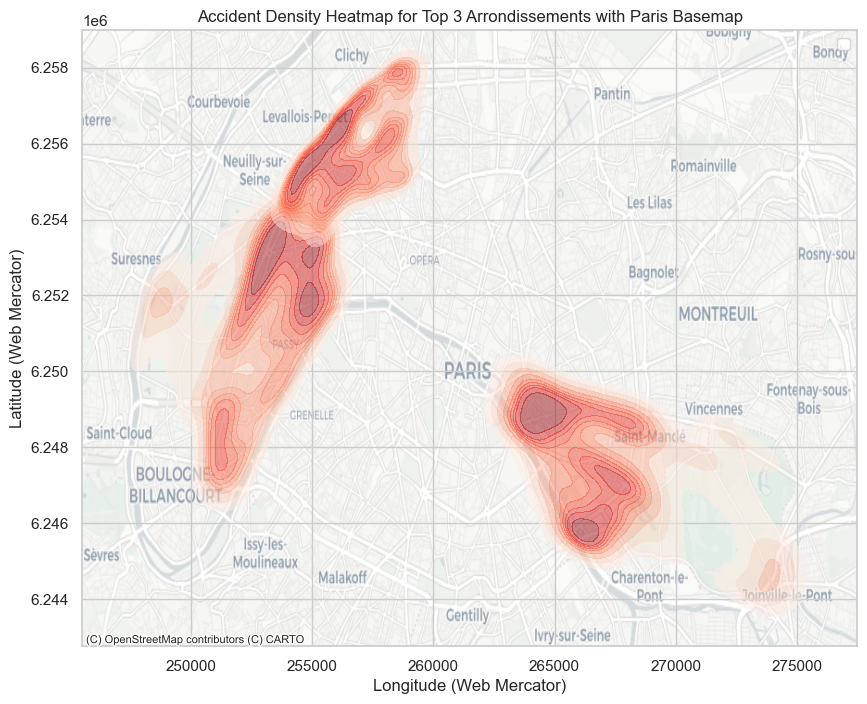 Accident Density Heatmap for Top 3 Arrondissements with Paris Basemap
1e6
Bobigny
Clichy
Bondy
6.258
Courbevoie
Pantin
terre
Levallois-Perret
6.256
Neuilly-sur-
Seine
Romainville
6.254
Les Lilas
Suresnes
OPÉRA
Bagnolet
Rosny-sou
6.252
MONTREUIL
PASSY
6.250
PARIS
Fontenay-sous-
Bois
GRENELLE
Vincennes
6.248
Saint-Cloud
Saint-Mandé
BOULOGNE-
BILLANCOURT
6.246
Sèvres
Issy-les-
Moulineaux
Malakoff
Charenton-le-
Pont
Joinville-le-Pont
6.244
Gentilly
Ivry-sur-Seine
(C) OpenStreetMap contributors (C) CARTO
250000 255000 260000 265000 270000 275000
Longitude (Web Mercator)
Latitude (Web Mercator)